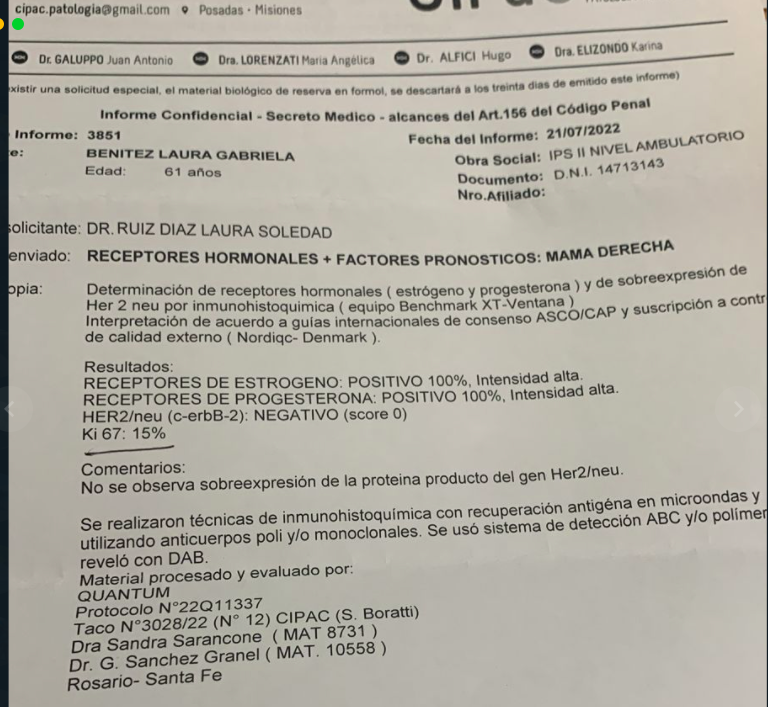 cipac.patologia@gmail.com Posadas - Misiones
Dr. GALUPPO Juan Antonio Dra. LORENZATI Maria Angélica Dr. ALFICI Hugo Dra. ELIZONDO Karina
xistir una solicitud especial, el material biológico de reserva en formol, se descartará a los treinta dias de emitido este informe)
Informe Confidencial - Secreto Medico - alcances del Art.156 del Código Penal
Informe: 3851 Fecha del Informe: 21/07/2022
e: BENITEZ LAURA GABRIELA Obra Social: IPS II NIVEL AMBULATORIO
Edad: 61 años Documento: D.N.I. 14713143
Nro.Afiliado:
solicitante: DR. RUIZ DIAZ LAURA SOLEDAD
enviado: RECEPTORES HORMONALES + FACTORES PRONOSTICOS: MAMA DERECHA
opia: Determinación de receptores hormonales ( estrógeno y progesterona ) y de sobreexpresión de
Her 2 neu por inmunohistoquimica ( equipo Benchmark XT-Ventana )
Interpretación de acuerdo a guías internacionales de consenso ASCO/CAP y suscripción a contr
de calidad externo ( Nordiqc- Denmark ).
Resultados:
RECEPTORES DE ESTROGENO: POSITIVO 100%, Intensidad alta.
RECEPTORES DE PROGESTERONA: POSITIVO 100%, Intensidad alta.
HER2/neu (c-erbB-2): NEGATIVO (score 0)
Ki 67: 15%
Comentarios:
No se observa sobreexpresión de la proteina producto del gen Her2/neu.
Se realizaron técnicas de inmunohistoquímica con recuperación antigéna en microondas y
utilizando anticuerpos poli y/o monoclonales. Se usó sistema de detección ABC y/o polimer
reveló con DAB.
Material procesado y evaluado por:
QUANTUM
Protocolo N°22Q11337
Taco N°3028/22 (N° 12) CIPAC (S. Boratti)
Dra Sandra Sarancone ( MAT 8731 )
Dr. G. Sanchez Granel ( MAT. 10558 )
Rosario- Santa Fe